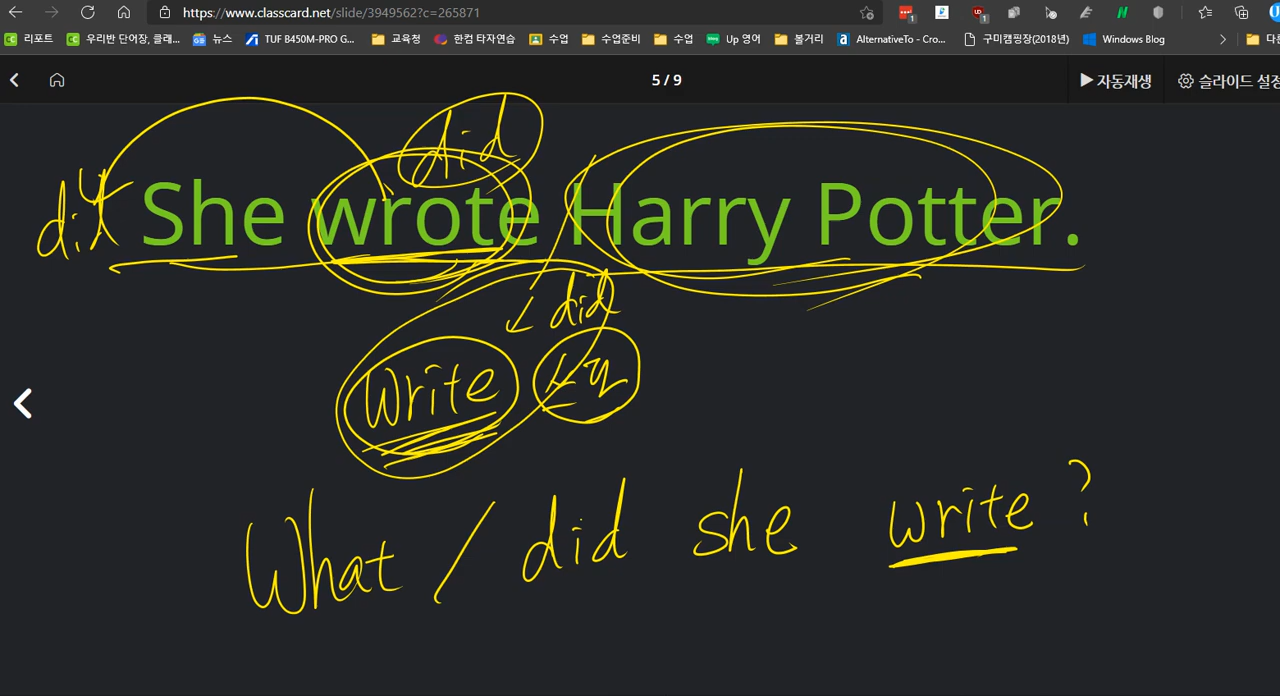 https://www.classcard.net/slide/3949562?c=265871
리포트 우리반 단어장, 클래... 뉴스 TUF B450M-PRO G... 교육청 한컴 타자연습 수업 수업준비 수업 Up 영어 볼거리 AlternativeTo - Cro... 구미캠핑장(2018년) Windows Blog 다른
5 / 9 자동재생 슬라이드 설정
did
did She wrote Harry Potter.
did
write
What / did she write?